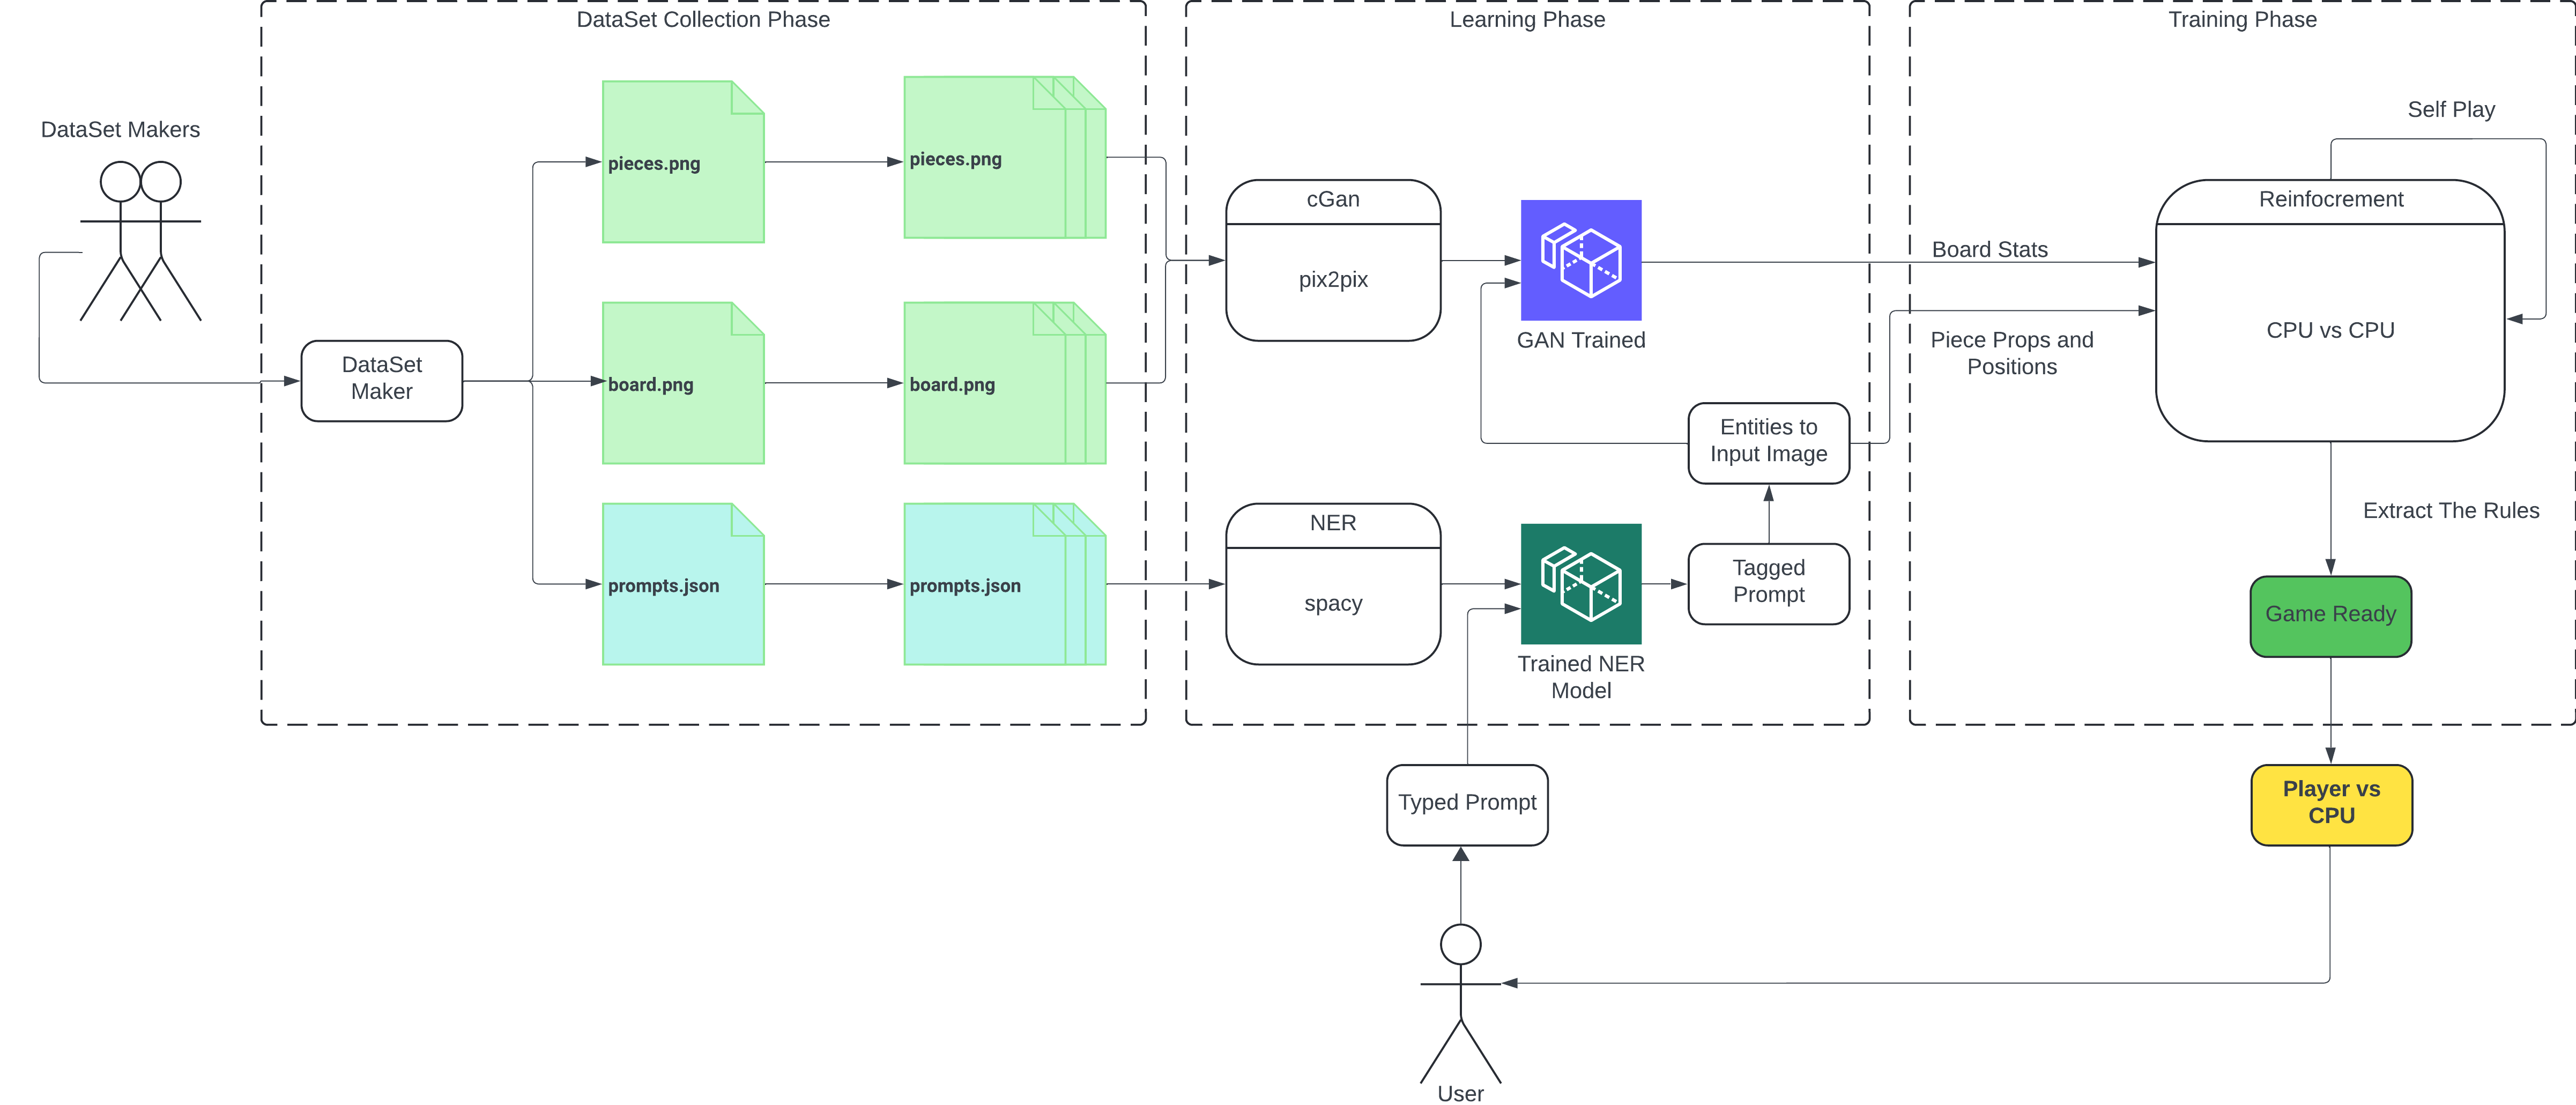 DataSet Collection Phase
Learning Phase
Training Phase
DataSet Makers
DataSet
Maker
pieces.png
pieces.png
board.png
board.png
prompts.json
prompts.json
cGan
pix2pix
GAN Trained
NER
spacy
Trained NER
Model
Tagged
Prompt
Entities to
Input Image
Typed Prompt
User
Board Stats
Piece Props and
Positions
Self Play
Reinfocrement
CPU vs CPU
Extract The Rules
Game Ready
Player vs
CPU